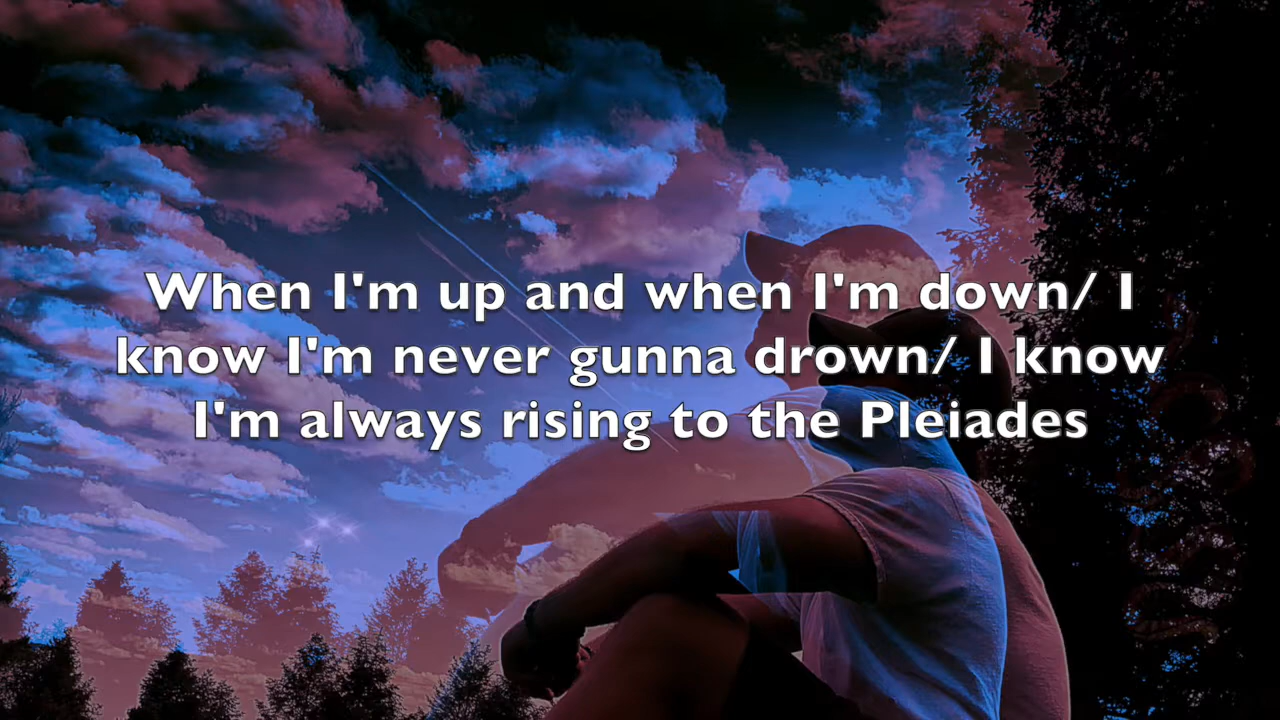 When I'm up and when I'm down/ I
know I'm never gunna drown/ I know
I'm always rising to the Pleiades